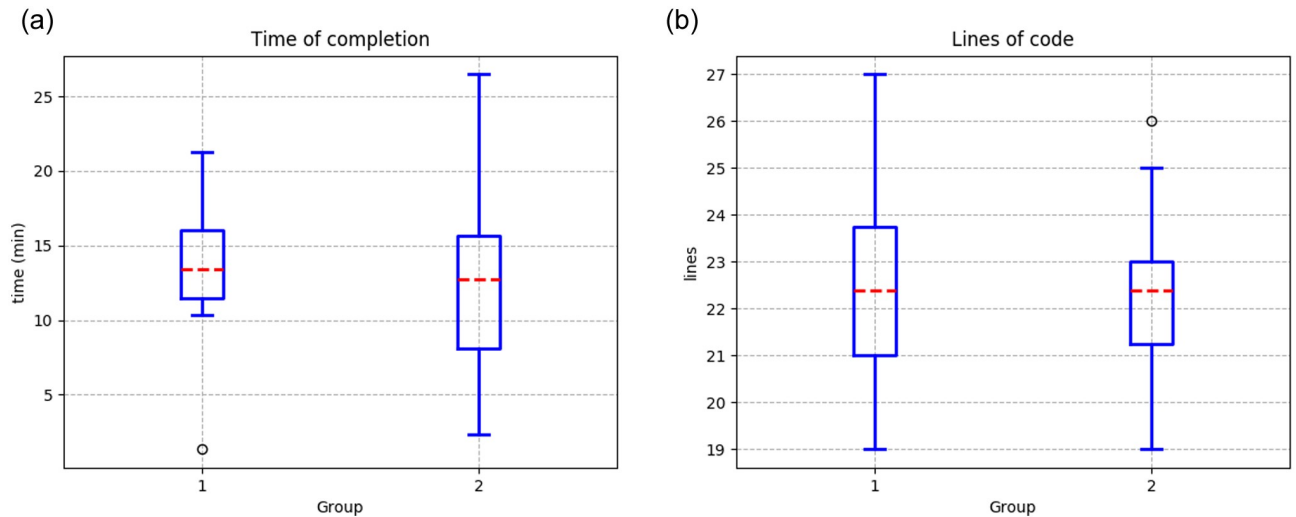 (a)
Time of completion
time (min)
25
20
15
10
5
1
2
Group
(b)
Lines of code
lines
27
26
25
24
23
22
21
20
19
1
2
Group